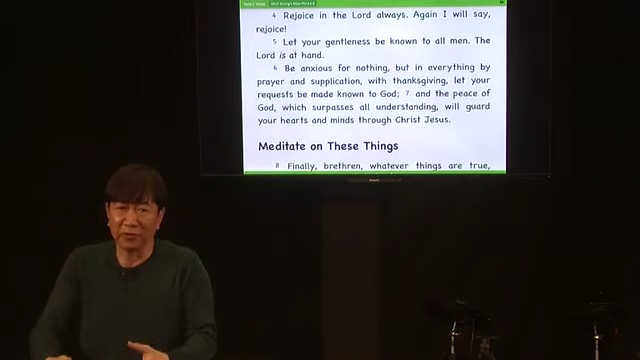 4 Rejoice in the Lord always. Again I will say,
rejoice!
5 Let your gentleness be known to all men. The
Lord is at hand.
6 Be anxious for nothing, but in everything by
prayer and supplication, with thanksgiving, let your
requests be made known to God; 7 and the peace of
God, which surpasses all understanding, will guard
your hearts and minds through Christ Jesus.
Meditate on These Things
8 Finally, brethren, whatever things are true,